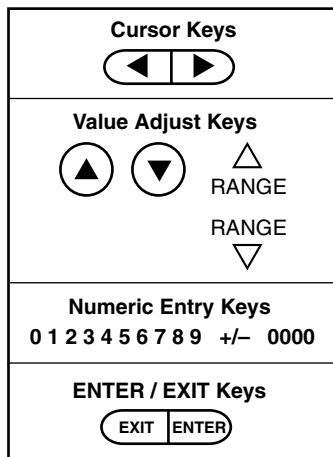 Cursor Keys
Value Adjust Keys
RANGE
RANGE
Numeric Entry Keys
0 1 2 3 4 5 6 7 8 9 +/– 0000
ENTER / EXIT Keys
EXIT ENTER